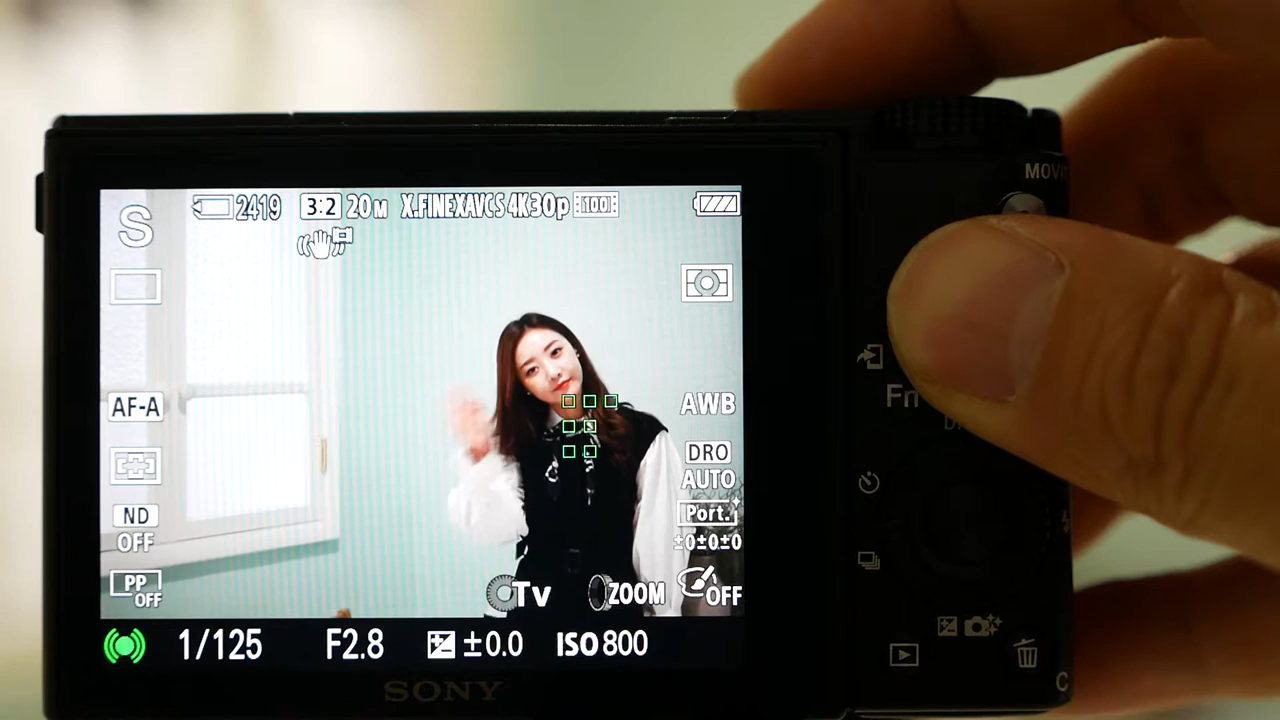 S 2419 3:2 20M X.FINE XAVC S 4K 30p 100
AF-A
AWB
DRO
AUTO
ND
OFF
Port.
±0±0±0
PP
OFF
Tv ZOOM OFF
1/125 F2.8 ±0.0 ISO 800
SONY
Fn
C